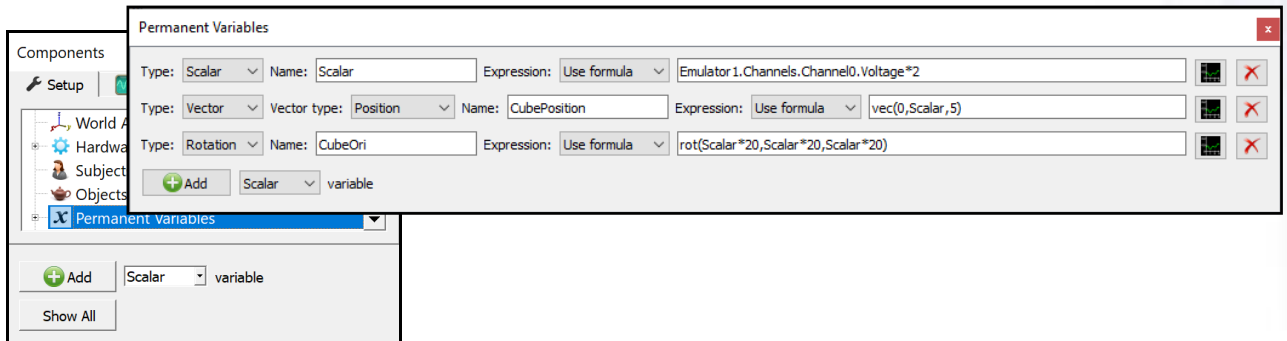 Permanent Variables
x
Type: Scalar Name: Scalar Expression: Use formula Emulator1.Channels.Channel0.Voltage*2
Type: Vector Vector type: Position Name: CubePosition Expression: Use formula vec(0,Scalar,5)
Type: Rotation Name: CubeOri Expression: Use formula rot(Scalar*20,Scalar*20,Scalar*20)
Add Scalar variable
Components
Setup
World A
Hardwa
Subject
Objects
x Permanent Variables
Add Scalar variable
Show All